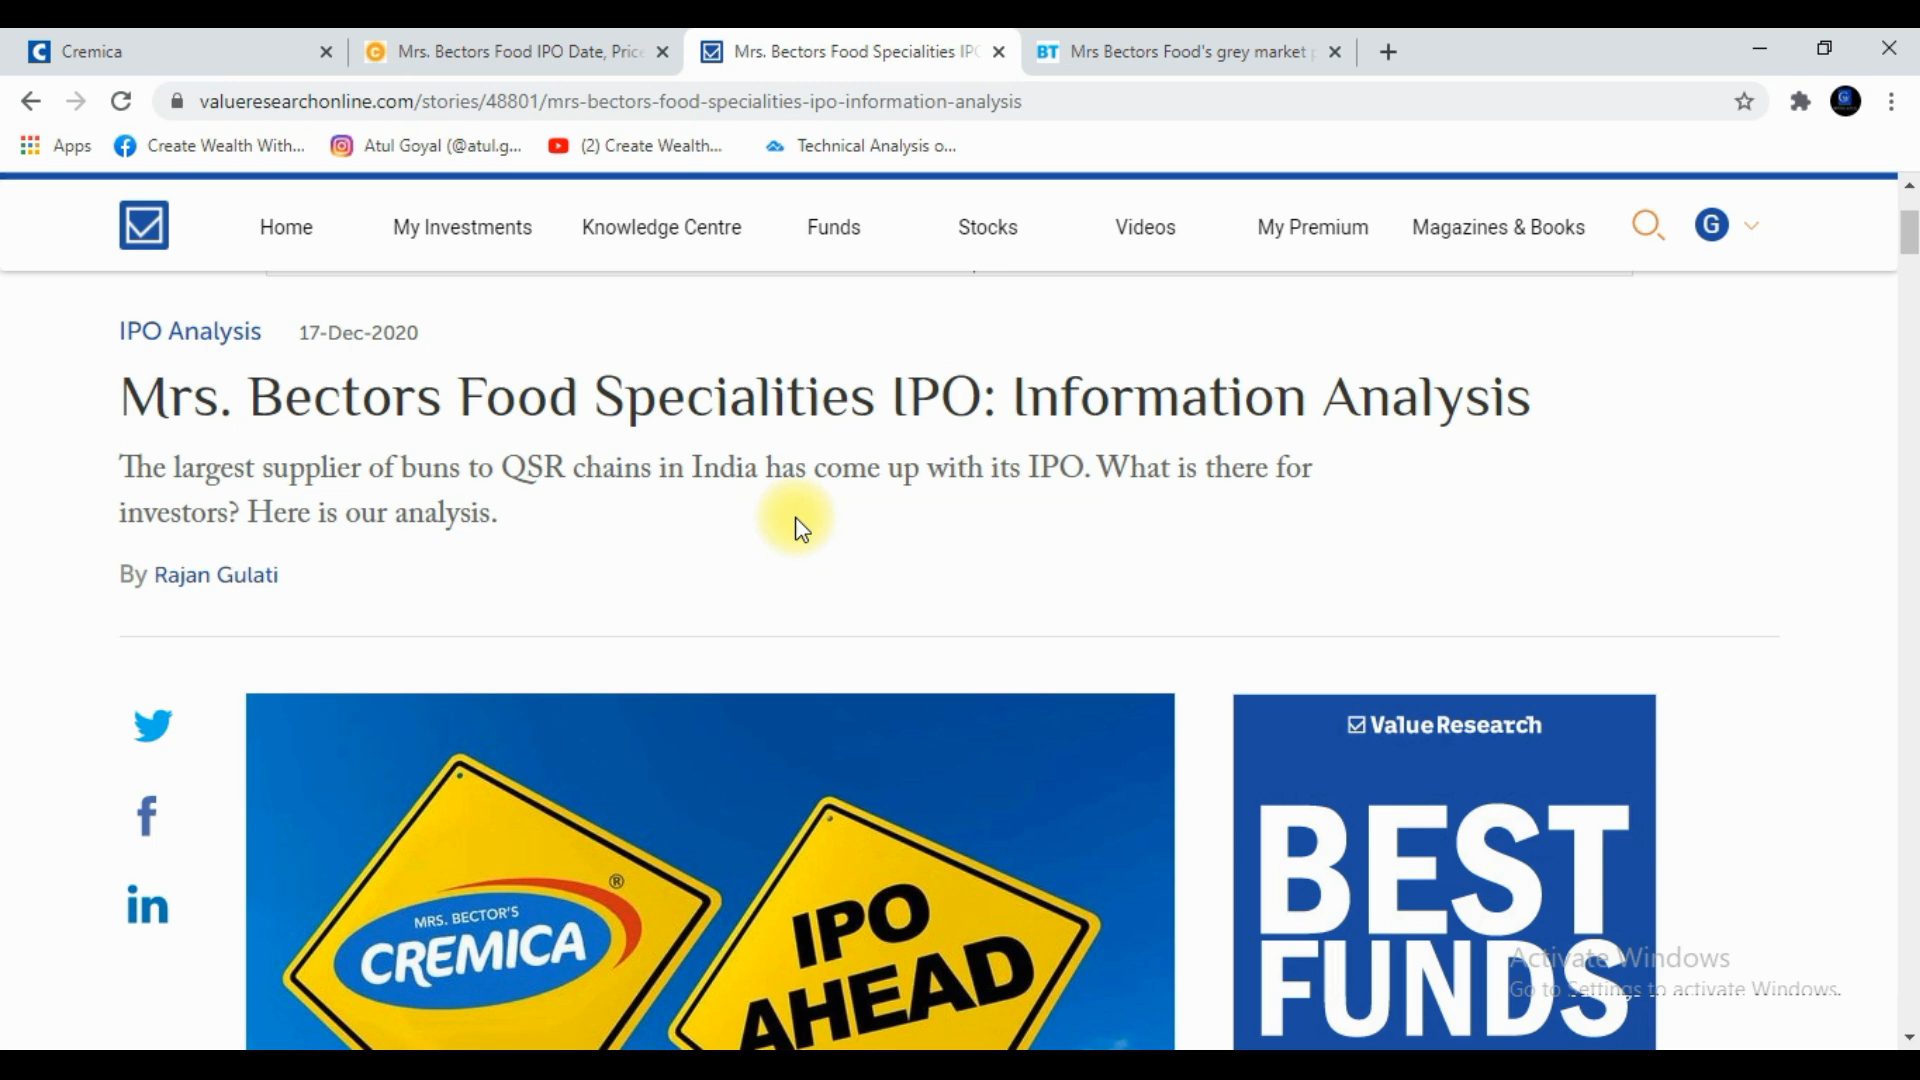 Cremica
Mrs. Bectors Food IPO Date, Price
Mrs. Bectors Food Specialities IPO
BT Mrs Bectors Food's grey market p
valueresearchonline.com/stories/48801/mrs-bectors-food-specialities-ipo-information-analysis
Apps
Create Wealth With...
Atul Goyal (@atul.g...
(2) Create Wealth...
Technical Analysis o...
Home
My Investments
Knowledge Centre
Funds
Stocks
Videos
My Premium
Magazines & Books
G
IPO Analysis
17-Dec-2020
Mrs. Bectors Food Specialities IPO: Information Analysis
The largest supplier of buns to QSR chains in India has come up with its IPO. What is there for
investors? Here is our analysis.
By Rajan Gulati
MRS. BECTOR'S
CREMICA
®
IPO
AHEAD
ValueResearch
BEST
FUNDS
Activate Windows
Go to Settings to activate Windows.